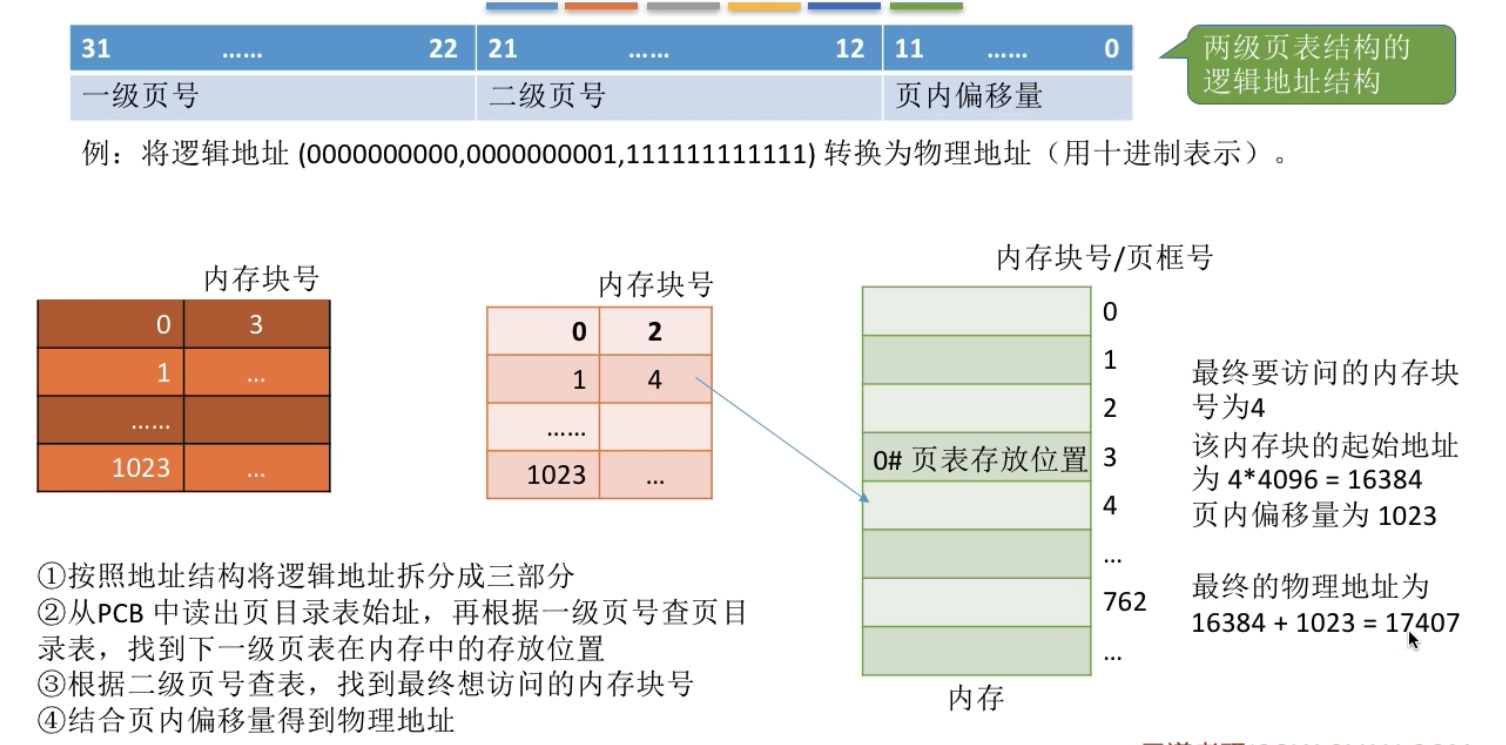 31 …… 22 21 …… 12 11 …… 0
一级页号 二级页号 页内偏移量
两级页表结构的
逻辑地址结构
例：将逻辑地址 (0000000000,0000000001,111111111111) 转换为物理地址（用十进制表示）。
内存块号
0 3
1 …
……
1023 …
内存块号
0 2
1 4
……
1023 …
内存块号/页框号
0
1
2
0# 页表存放位置 3
4
…
762
…
内存
最终要访问的内存块
号为4
该内存块的起始地址
为 4*4096 = 16384
页内偏移量为 1023
最终的物理地址为
16384 + 1023 = 17407
①按照地址结构将逻辑地址拆分成三部分
②从PCB 中读出页目录表始址，再根据一级页号查页目
录表，找到下一级页表在内存中的存放位置
③根据二级页号查表，找到最终想访问的内存块号
④结合页内偏移量得到物理地址